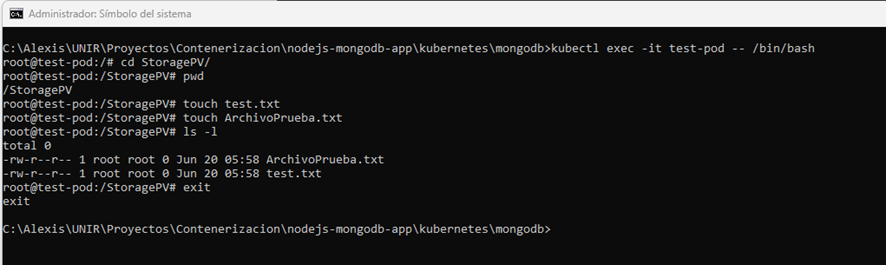 Administrador: Símbolo del sistema
C:\Alexis\UNIR\Proyectos\Contenerizacion\nodejs-mongodb-app\kubernetes\mongodb>kubectl exec -it test-pod -- /bin/bash
root@test-pod:/# cd StoragePV/
root@test-pod:/StoragePV# pwd
/StoragePV
root@test-pod:/StoragePV# touch test.txt
root@test-pod:/StoragePV# touch ArchivoPrueba.txt
root@test-pod:/StoragePV# ls -l
total 0
-rw-r--r-- 1 root root 0 Jun 20 05:58 ArchivoPrueba.txt
-rw-r--r-- 1 root root 0 Jun 20 05:58 test.txt
root@test-pod:/StoragePV# exit
exit
C:\Alexis\UNIR\Proyectos\Contenerizacion\nodejs-mongodb-app\kubernetes\mongodb>